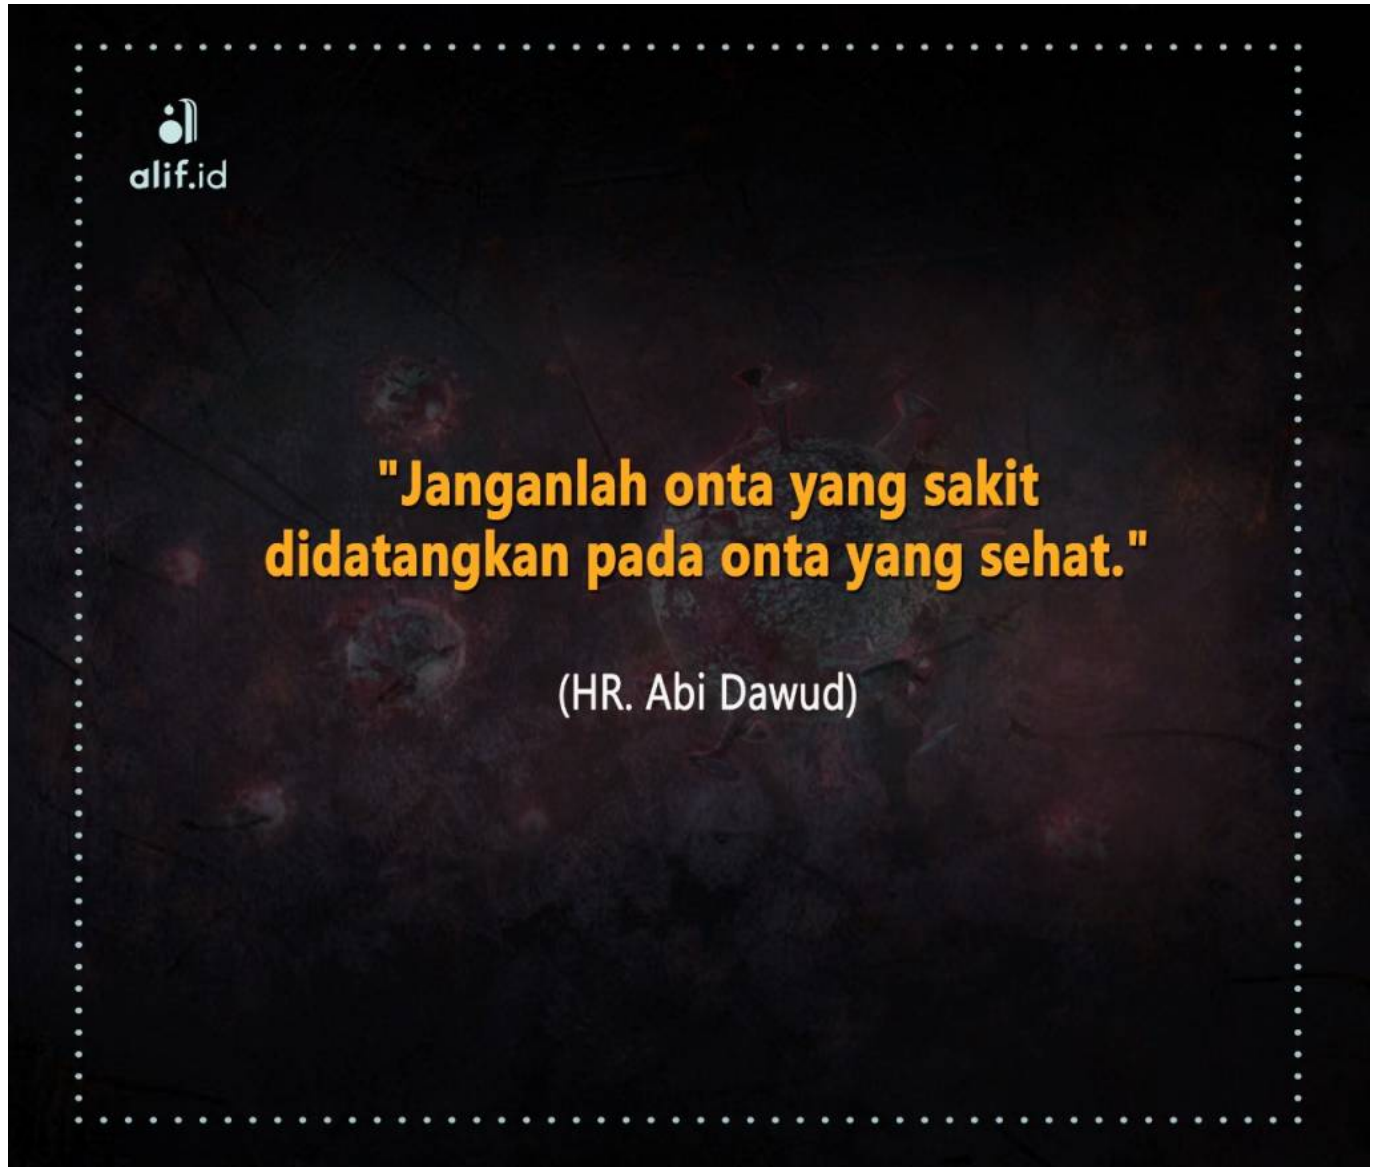 alif.id
"Janganlah onta yang sakit
didatangkan pada onta yang sehat."
(HR. Abi Dawud)